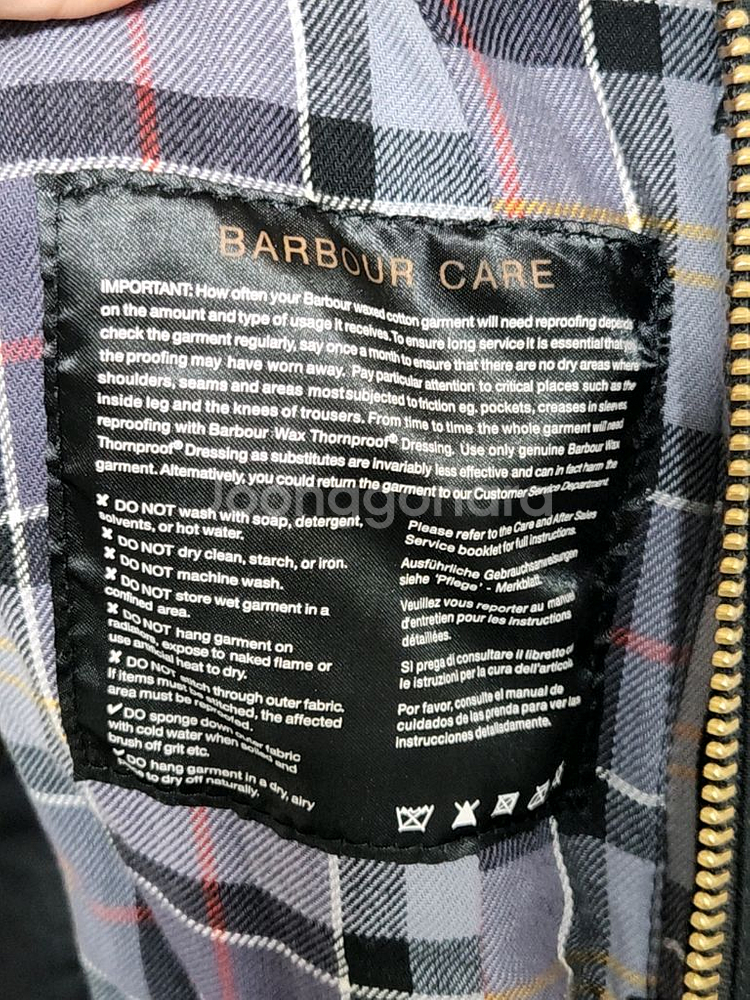 BARBOUR CARE
IMPORTANT: How often your Barbour waxed cotton garment will need reproofing depends
on the amount and type of usage it receives. To ensure long service it is essential that you
check the garment regularly, say once a month to ensure that there are no dry areas where
the proofing may have worn away. Pay particular attention to critical places such as the
shoulders, seams and areas most subjected to friction eg. pockets, creases in sleeves
inside leg and the knees of trousers. From time to time the whole garment will need
reproofing with Barbour Wax Thornproof® Dressing. Use only genuine Barbour Wax
Thornproof® Dressing as substitutes are invariably less effective and can in fact harm the
garment. Alternatively, you could return the garment to our Customer Service Department.
✘ DO NOT wash with soap, detergent,
solvents, or hot water.
✘ DO NOT dry clean, starch, or iron.
✘ DO NOT machine wash.
✘ DO NOT store wet garment in a
confined area.
✘ DO NOT hang garment on
radiators, expose to naked flame or
use artificial heat to dry.
✘ DO NOT stitch through outer fabric.
If items must be stitched, the affected
area must be reproofed.
✔ DO sponge down outer fabric
with cold water when soiled and
brush off grit etc.
✔ DO hang garment in a dry, airy
to dry off naturally.
Please refer to the Care and After Sales
Service booklet for full instructions.
Ausführliche Gebrauchsanweisungen
siehe 'Pflege' - Merkblatt.
Veuillez vous reporter au manuel
d'entretien pour les instructions
détaillées.
Si prega di consultare il libretto
le istruzioni per la cura dell'articolo
Por favor, consulte el manual de
cuidados de las prenda para ver las
instrucciones detalladamente.
Joonggonara